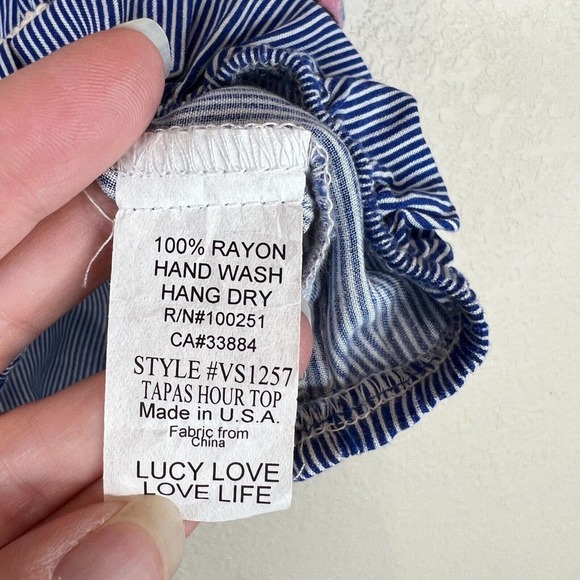 100% RAYON
HAND WASH
HANG DRY
R/N#100251
CA#33884
STYLE #VS1257
TAPAS HOUR TOP
Made in U.S.A.
Fabric from
China
LUCY LOVE
LOVE LIFE